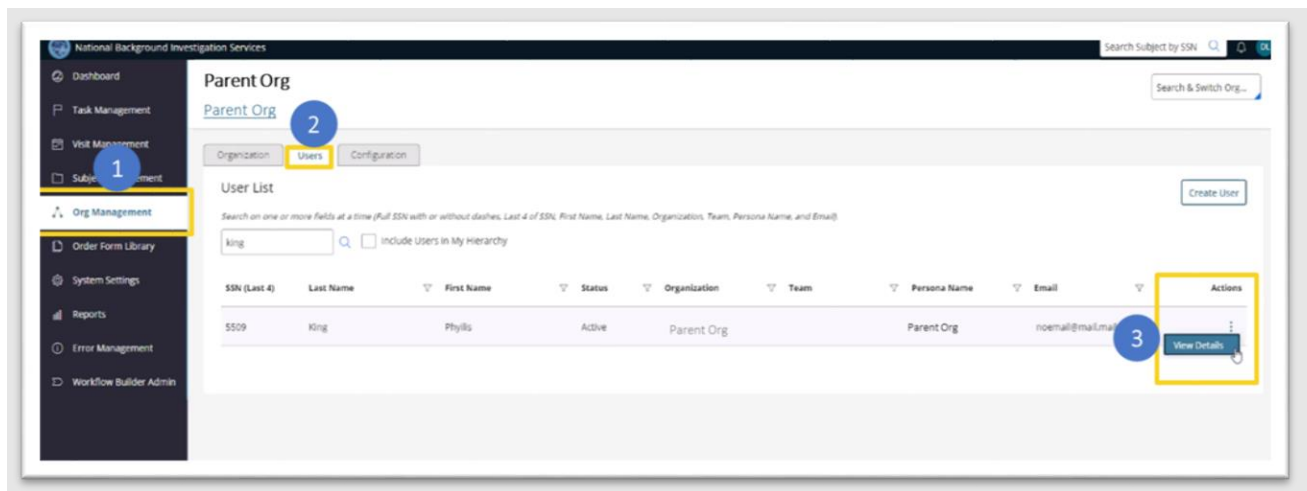 National Background Investigation Services
Search Subject by SSN
DL
Dashboard
Parent Org
Search & Switch Org...
Task Management
Parent Org
2
Visit Management
Organization Users Configuration
1
Org Management
User List
Create User
Search on one or more fields at a time (Full SSN with or without dashes, Last 4 of SSN, First Name, Last Name, Organization, Team, Persona Name, and Email).
king
Include Users in My Hierarchy
Order Form Library
System Settings
SSN (Last 4) Last Name First Name Status Organization Team Persona Name Email Actions
Reports
5509 King Phyllis Active Parent Org Parent Org
3
View Details
Error Management
Workflow Builder Admin